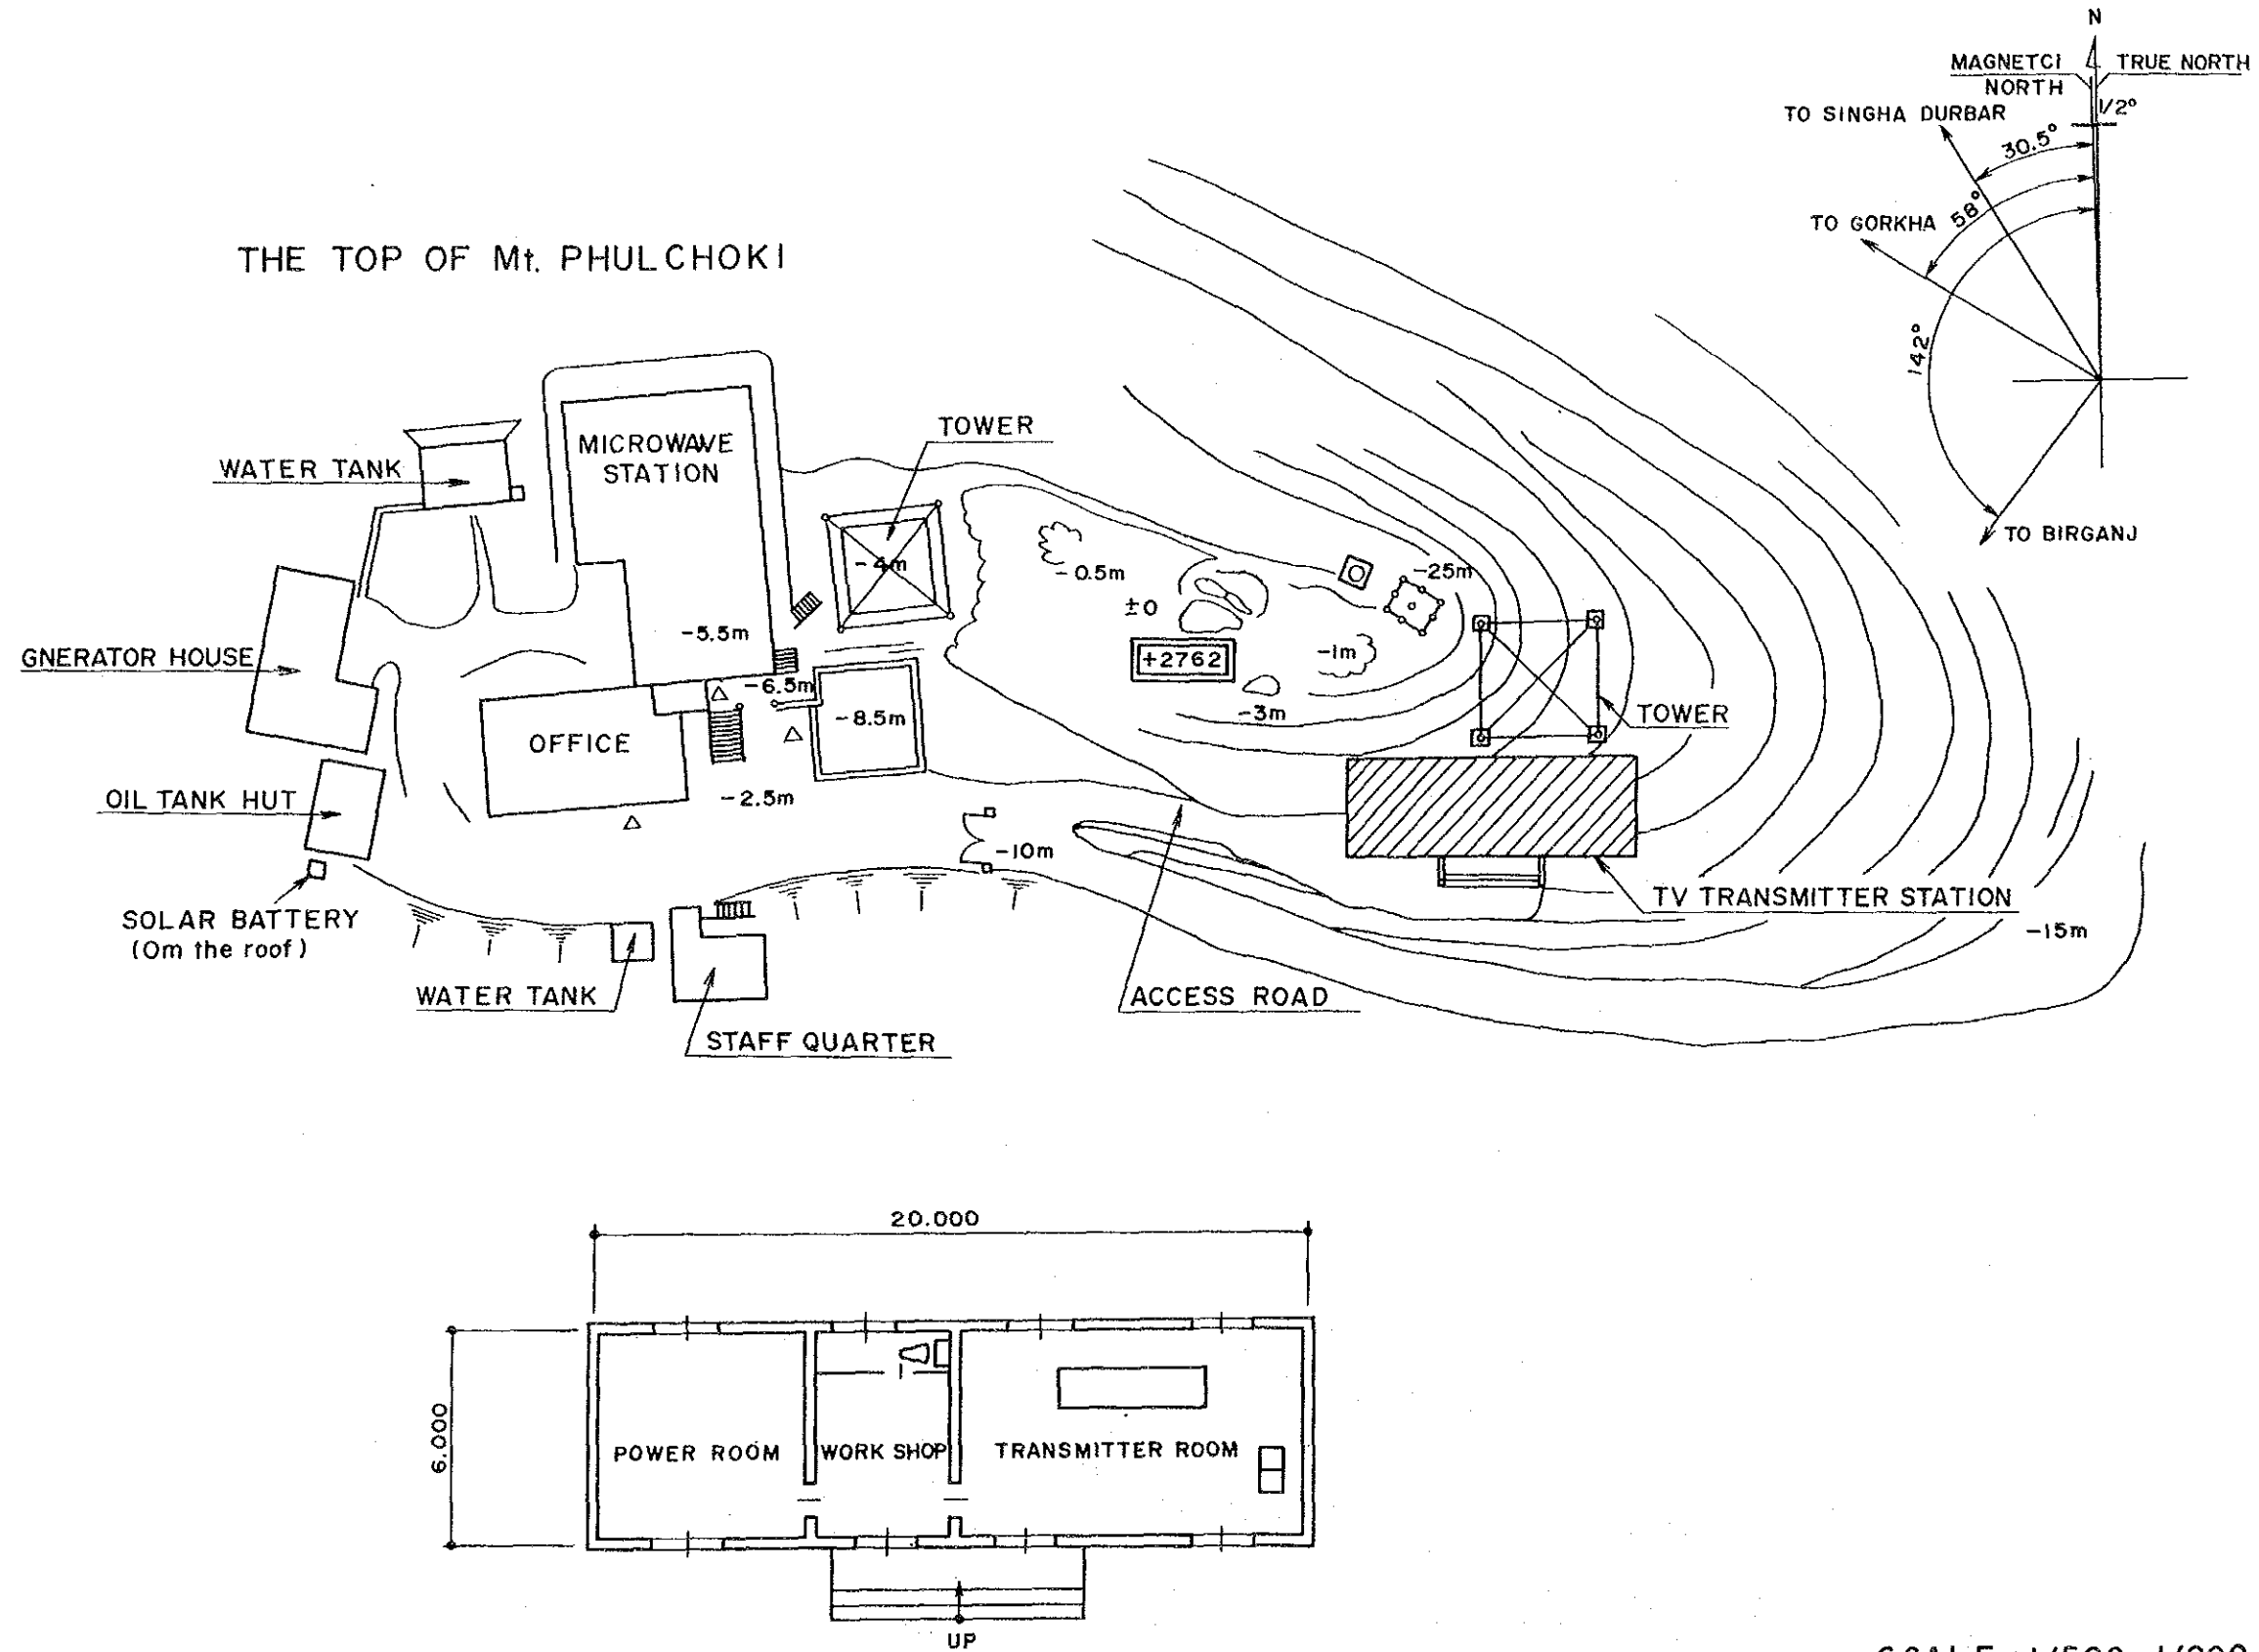 N
MAGNETCI
NORTH
TRUE NORTH
1/2°
TO SINGHA DURBAR
30.5°
58°
TO GORKHA
142°
TO BIRGANJ
THE TOP OF Mt. PHULCHOKI
WATER TANK
MICROWAVE
STATION
TOWER
-4m
-0.5m
±0
-25m
-5.5m
+2762
-1m
GNERATOR HOUSE
-6.5m
-8.5m
-3m
TOWER
OFFICE
OIL TANK HUT
-2.5m
-10m
SOLAR BATTERY
(Om the roof)
TV TRANSMITTER STATION
-15m
WATER TANK
ACCESS ROAD
STAFF QUARTER
20.000
6.000
POWER ROOM
WORK SHOP
TRANSMITTER ROOM
UP